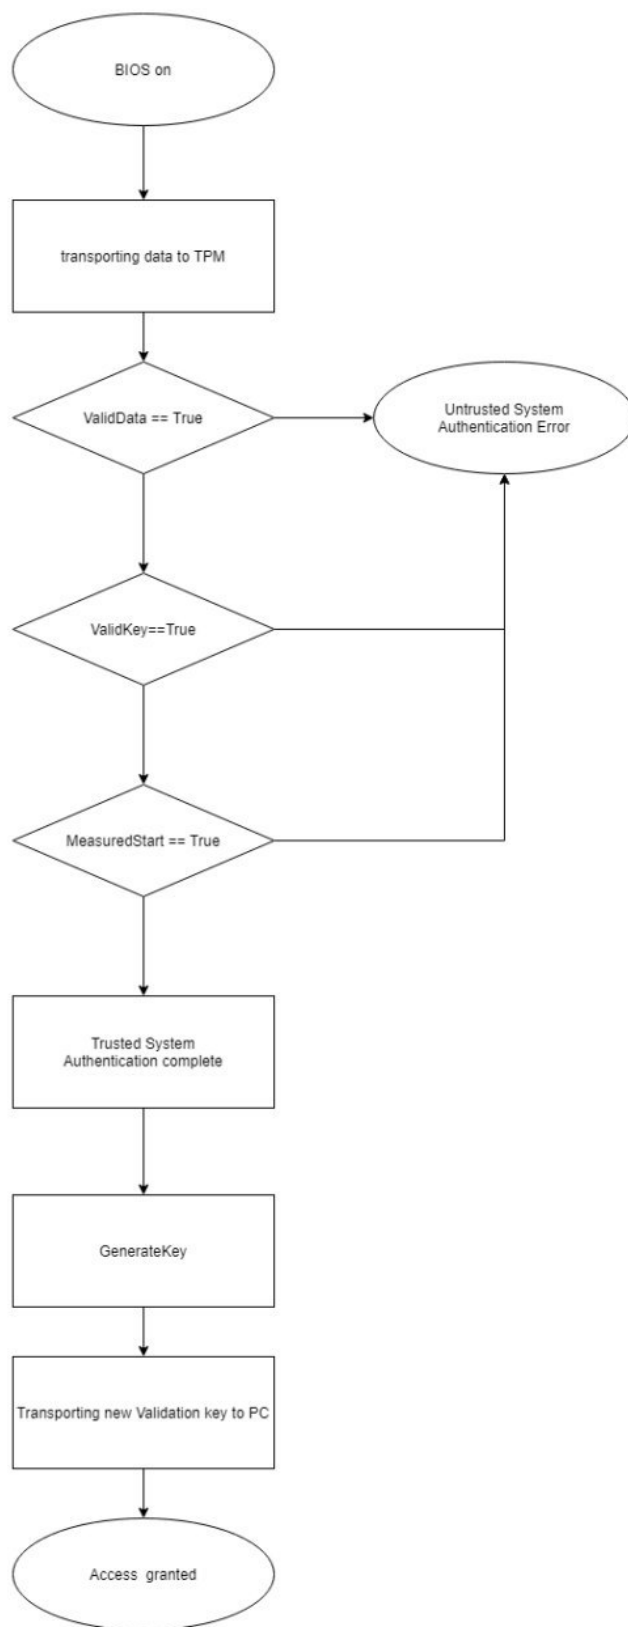 BIOS on
transporting data to TPM
ValidData == True
Untrusted System
Authentication Error
ValidKey==True
MeasuredStart == True
Trusted System
Authentication complete
GenerateKey
Transporting new Validation key to PC
Access granted